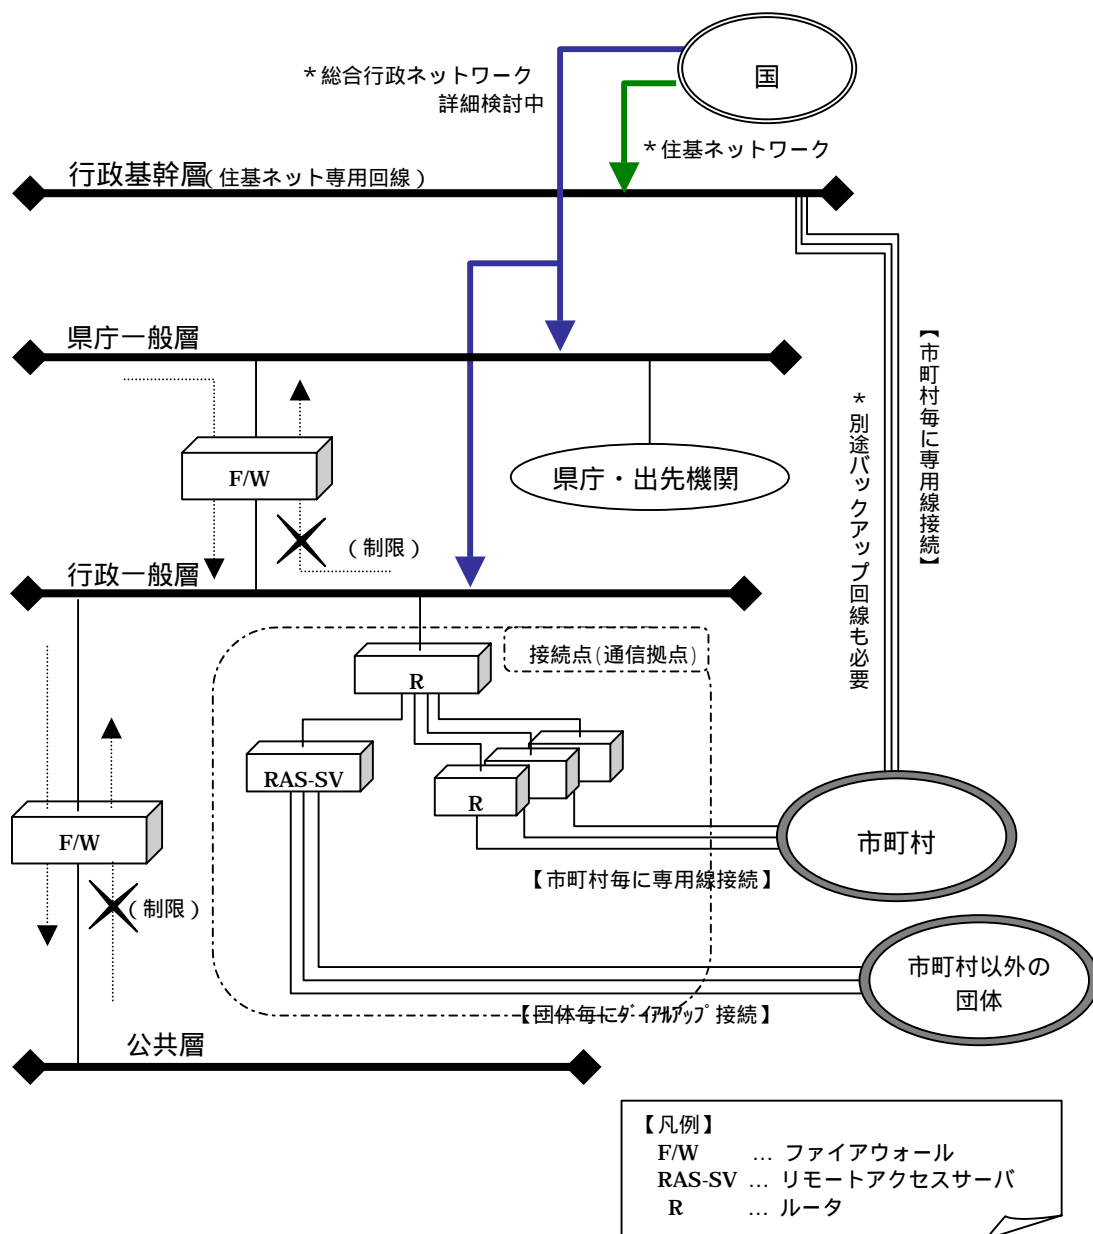 国
*総合行政ネットワーク
詳細検討中
*住基ネットワーク
行政基幹層(住基ネット専用回線)
県庁一般層
【市町村毎に専用線接続】
*別途バックアップ回線も必要
F/W
県庁・出先機関
(制限)
行政一般層
接続点(通信拠点)
R
RAS-SV
R
F/W
市町村
【市町村毎に専用線接続】
(制限)
市町村以外の
団体
【団体毎にﾀﾞｲｱﾙｱｯﾌﾟ接続】
公共層
【凡例】
F/W … ファイアウォール
RAS-SV … リモートアクセスサーバ
R … ルータ